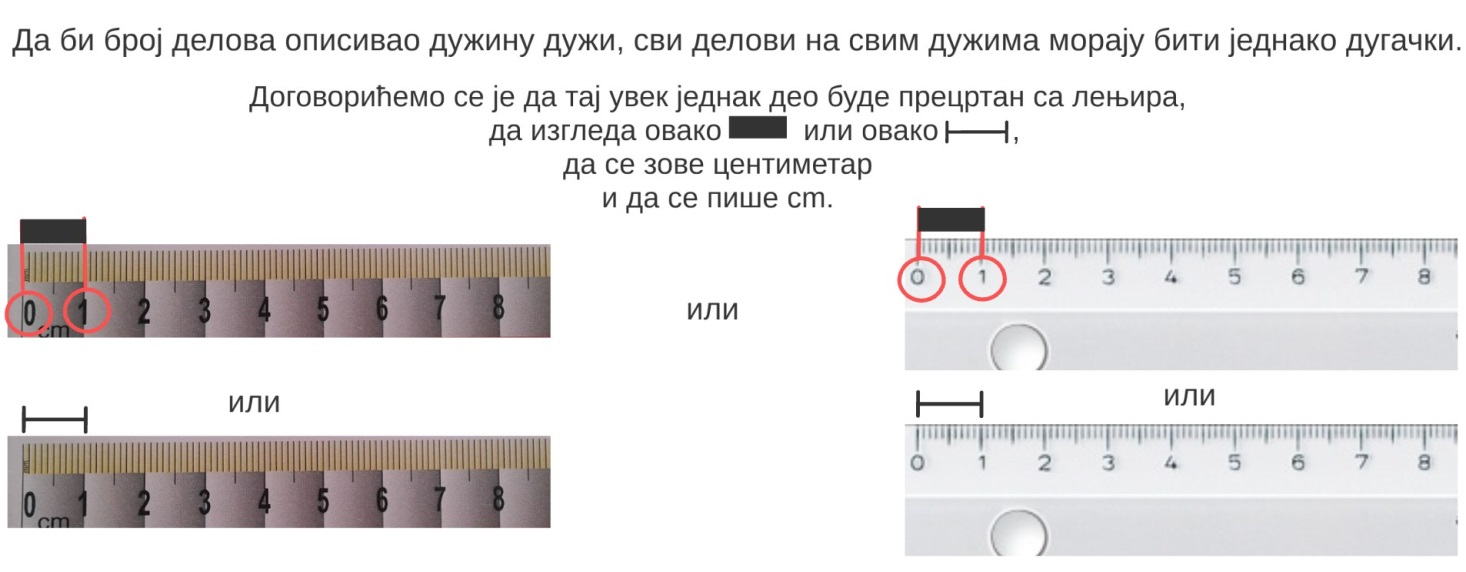 Да би број делова описивао дужину дужи, сви делови на свим дужима морају бити једнако дугачки.
Договорићемо се је да тај увек једнак део буде прецртан са лењира,
да изгледа овако или овако ,
да се зове центиметар
и да се пише cm.
0 1 2 3 4 5 6 7 8
cm
или
0 1 2 3 4 5 6 7 8
или
0 1 2 3 4 5 6 7 8
cm
или
0 1 2 3 4 5 6 7 8